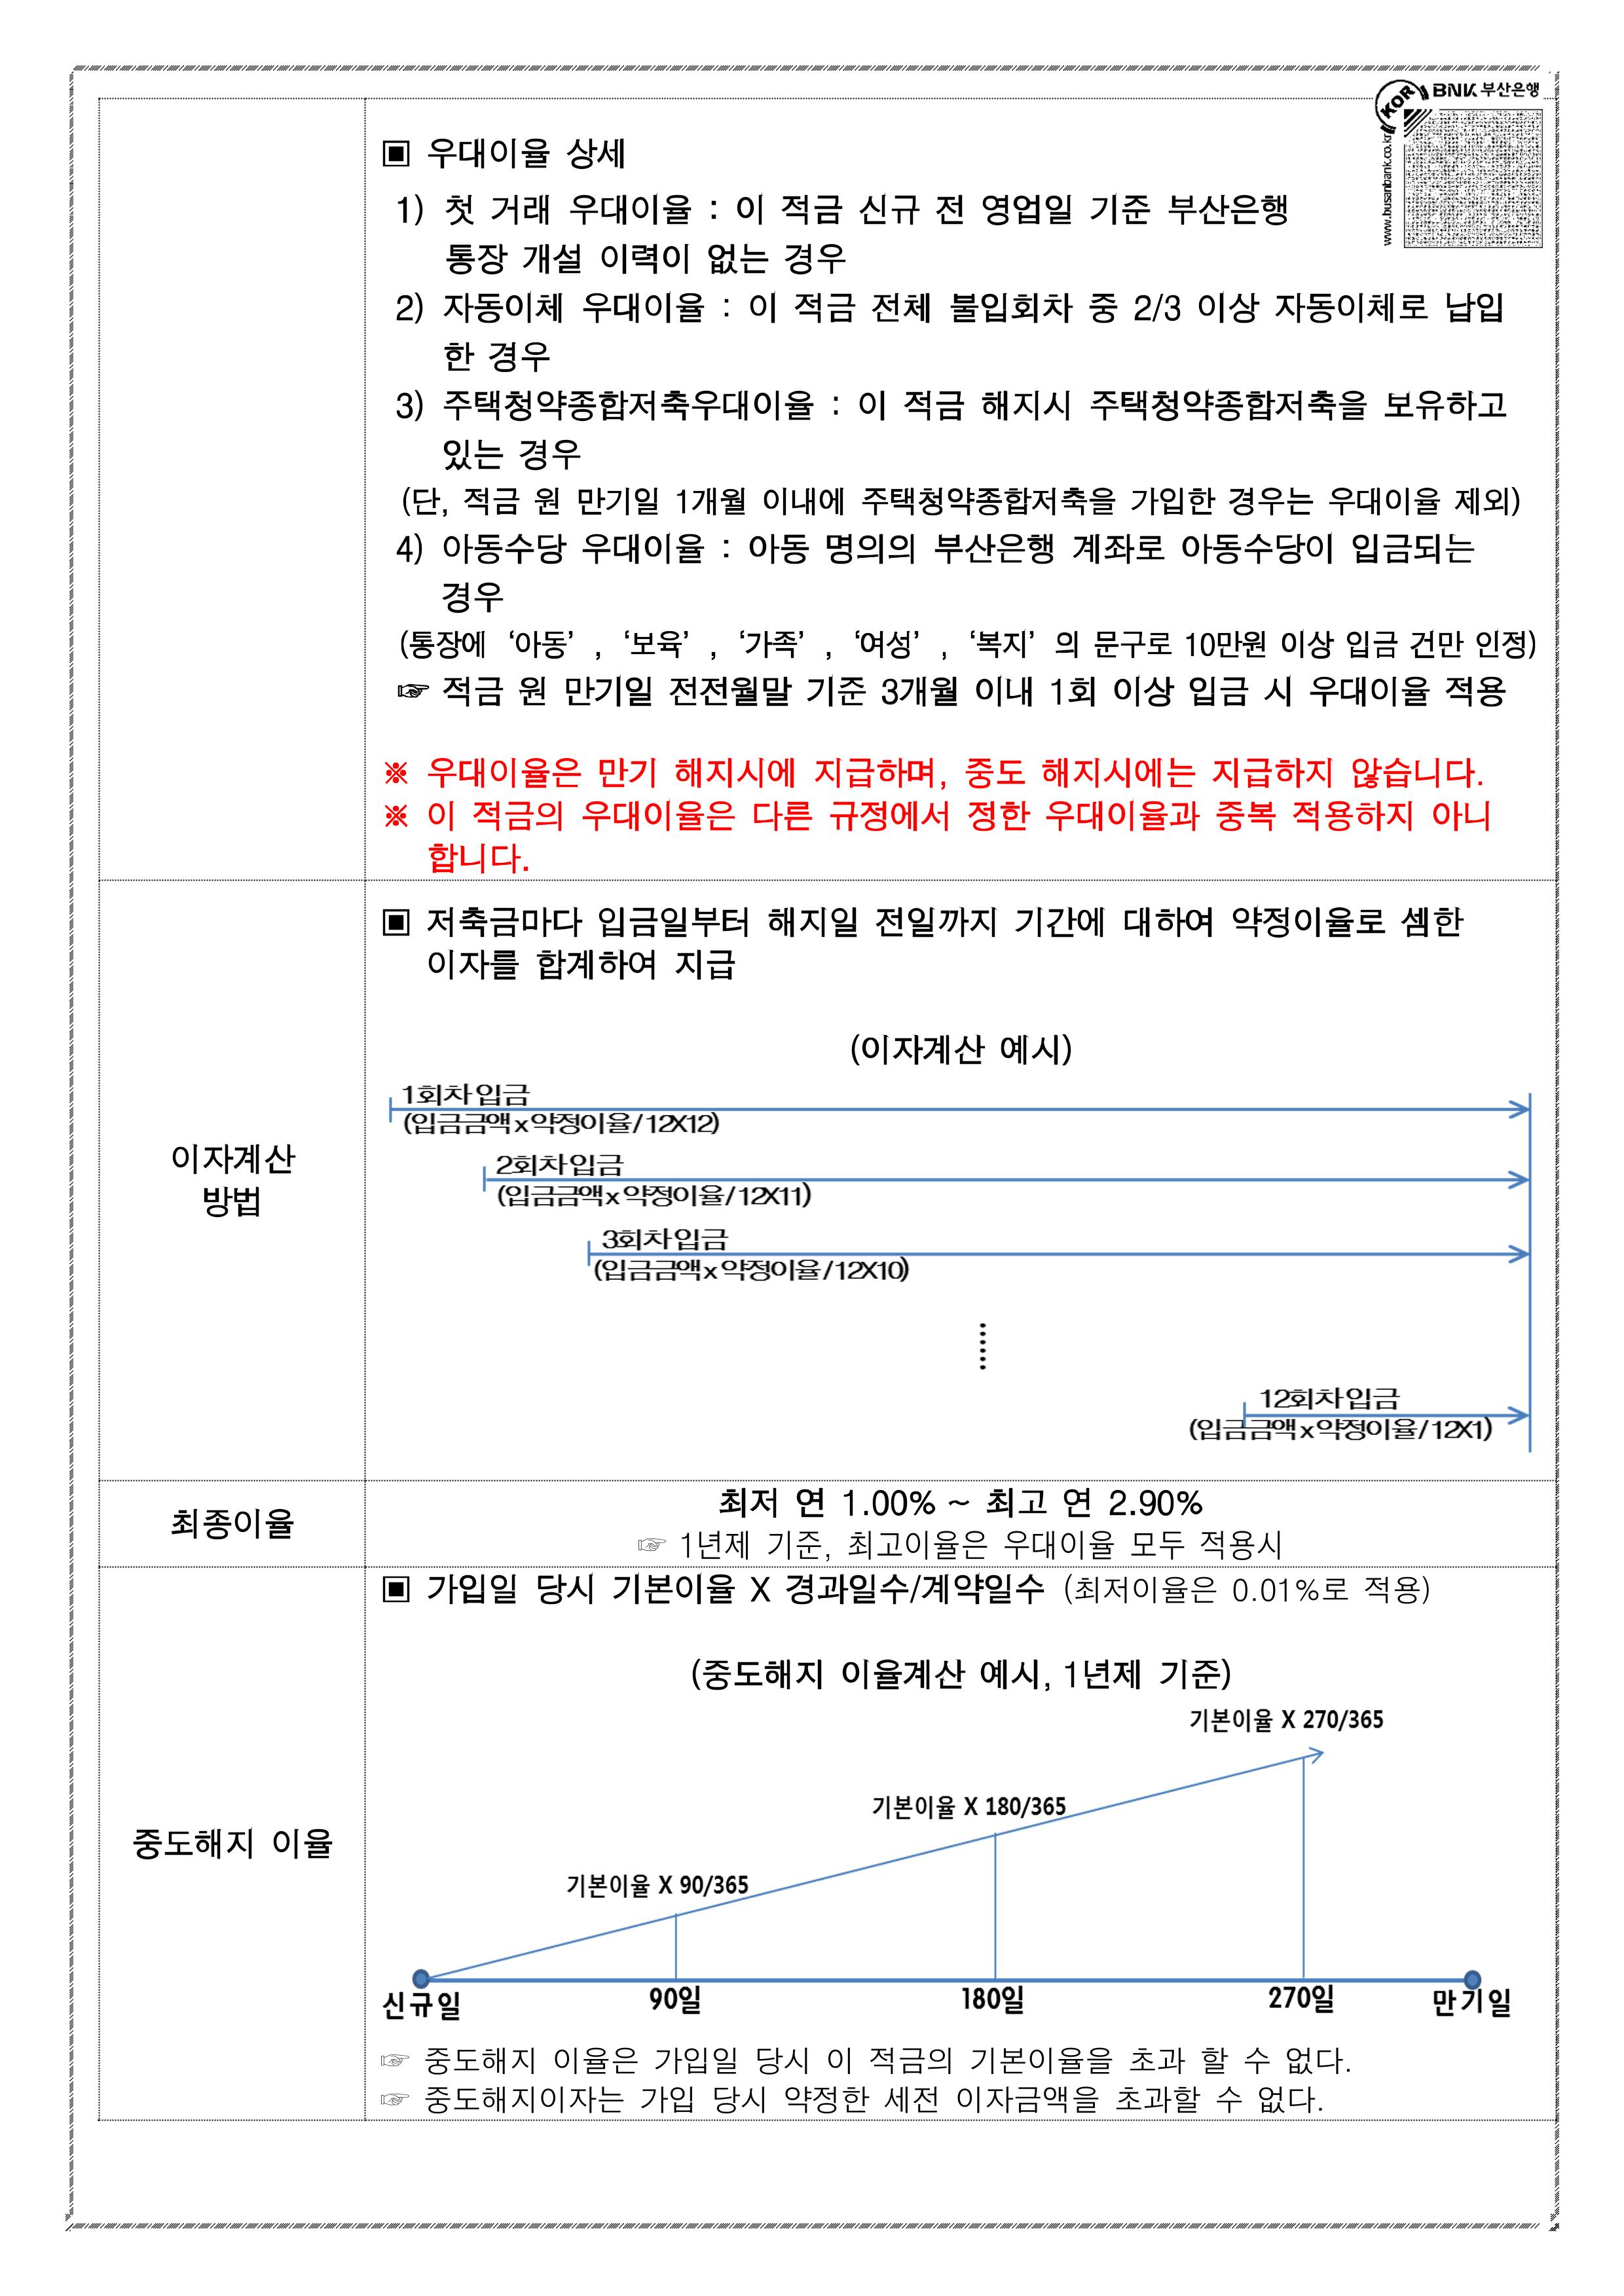 KOR BNK 부산은행
www.busanbank.co.kr
▣ 우대이율 상세
1) 첫 거래 우대이율 : 이 적금 신규 전 영업일 기준 부산은행
통장 개설 이력이 없는 경우
2) 자동이체 우대이율 : 이 적금 전체 불입회차 중 2/3 이상 자동이체로 납입
한 경우
3) 주택청약종합저축우대이율 : 이 적금 해지시 주택청약종합저축을 보유하고
있는 경우
(단, 적금 원 만기일 1개월 이내에 주택청약종합저축을 가입한 경우는 우대이율 제외)
4) 아동수당 우대이율 : 아동 명의의 부산은행 계좌로 아동수당이 입금되는
경우
(통장에 ‘아동’ , ‘보육’ , ‘가족’ , ‘여성’ , ‘복지’ 의 문구로 10만원 이상 입금 건만 인정)
☞ 적금 원 만기일 전전월말 기준 3개월 이내 1회 이상 입금 시 우대이율 적용
※ 우대이율은 만기 해지시에 지급하며, 중도 해지시에는 지급하지 않습니다.
※ 이 적금의 우대이율은 다른 규정에서 정한 우대이율과 중복 적용하지 아니
합니다.
이자계산
방법
▣ 저축금마다 입금일부터 해지일 전일까지 기간에 대하여 약정이율로 셈한
이자를 합계하여 지급
(이자계산 예시)
1회차 입금
(입금금액 x 약정이율 / 12X12)
2회차 입금
(입금금액 x 약정이율 / 12X11)
3회차 입금
(입금금액 x 약정이율 / 12X10)
······
12회차 입금
(입금금액 x 약정이율 / 12X1)
최종이율
최저 연 1.00% ~ 최고 연 2.90%
☞ 1년제 기준, 최고이율은 우대이율 모두 적용시
중도해지 이율
▣ 가입일 당시 기본이율 X 경과일수/계약일수 (최저이율은 0.01%로 적용)
(중도해지 이율계산 예시, 1년제 기준)
기본이율 X 270/365
기본이율 X 180/365
기본이율 X 90/365
신규일 90일 180일 270일 만기일
☞ 중도해지 이율은 가입일 당시 이 적금의 기본이율을 초과 할 수 없다.
☞ 중도해지이자는 가입 당시 약정한 세전 이자금액을 초과할 수 없다.